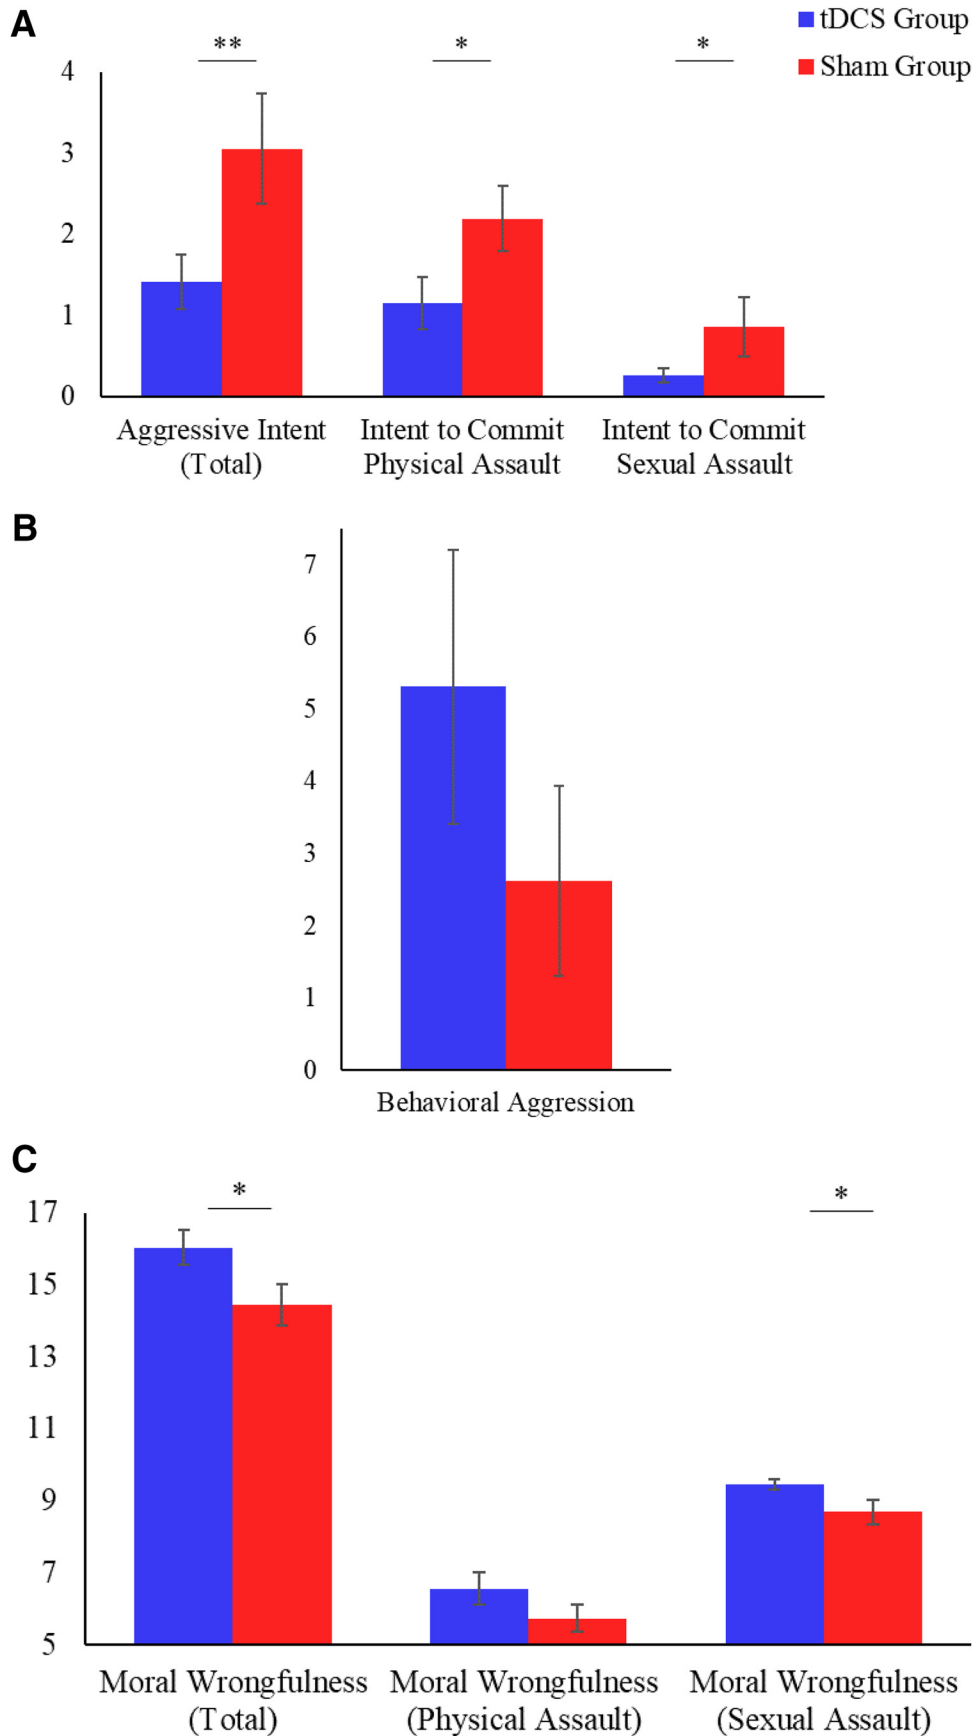 A
tDCS Group
Sham Group
** * *
4
3
2
1
0
Aggressive Intent
(Total)
Intent to Commit
Physical Assault
Intent to Commit
Sexual Assault
B
7
6
5
4
3
2
1
0
Behavioral Aggression
C
* *
17
15
13
11
9
7
5
Moral Wrongfulness
(Total)
Moral Wrongfulness
(Physical Assault)
Moral Wrongfulness
(Sexual Assault)